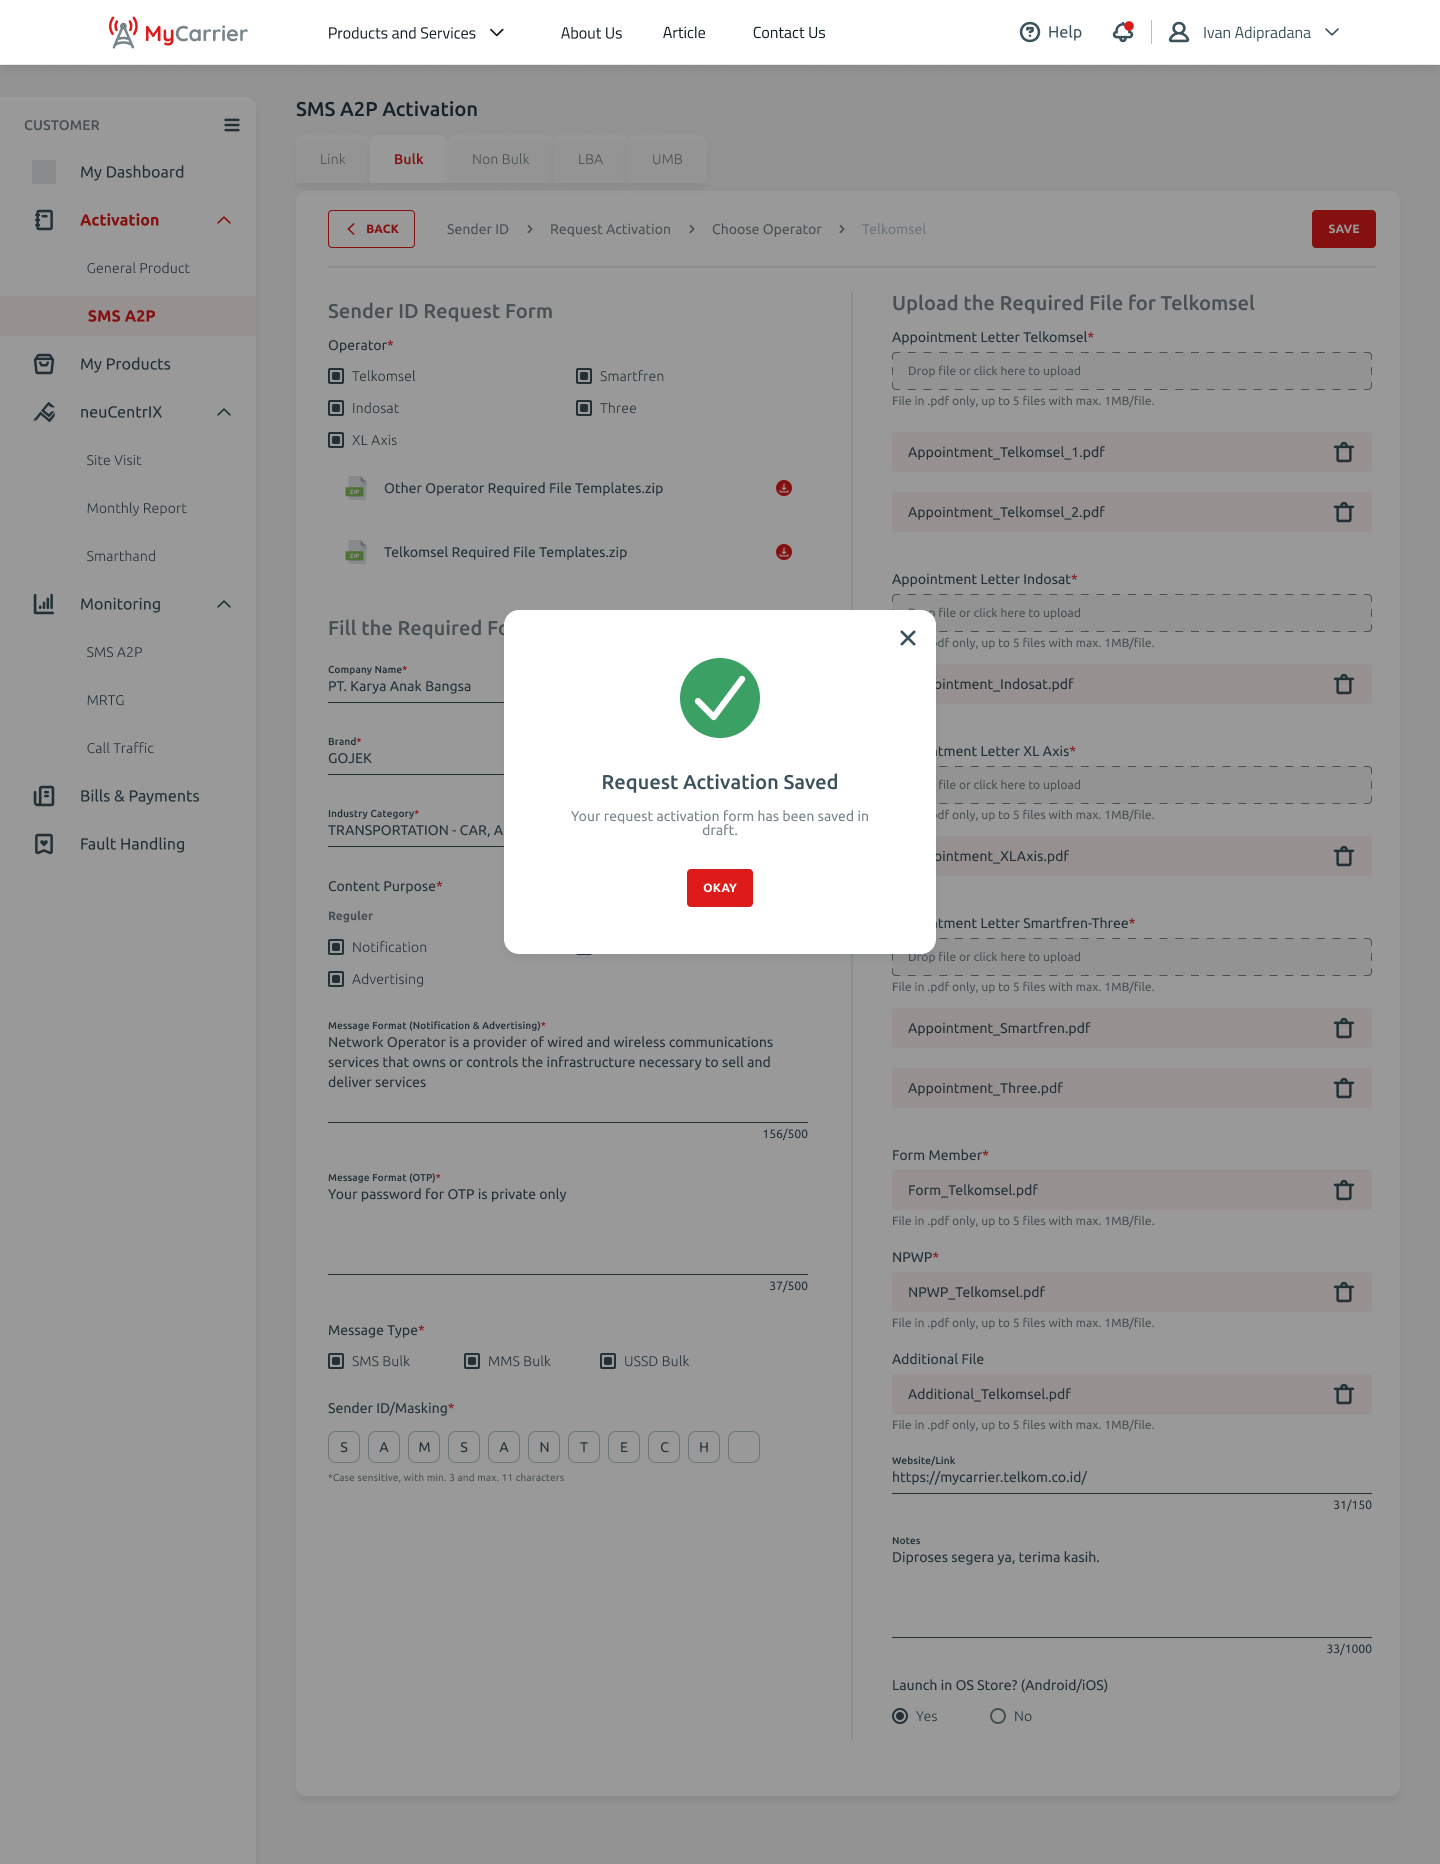 MyCarrier
Products and Services
About Us
Article
Contact Us
Help
Ivan Adipradana
CUSTOMER
My Dashboard
Activation
General Product
SMS A2P
My Products
neuCentrIX
Site Visit
Monthly Report
Smarthand
Monitoring
SMS A2P
MRTG
Call Traffic
Bills & Payments
Fault Handling
SMS A2P Activation
Link
Bulk
Non Bulk
LBA
UMB
BACK
Sender ID
Request Activation
Choose Operator
Telkomsel
SAVE
Sender ID Request Form
Operator*
Telkomsel
Smartfren
Indosat
Three
XL Axis
ZIP
Other Operator Required File Templates.zip
ZIP
Telkomsel Required File Templates.zip
Fill the Required
Company Name*
PT. Karya Anak Bangsa
Brand*
GOJEK
Industry Category*
TRANSPORTATION - CAR,
Content Purpose*
Reguler
Notification
Advertising
Message Format (Notification & Advertising)*
Network Operator is a provider of wired and wireless communications
services that owns or controls the infrastructure necessary to sell and
deliver services
156/500
Message Format (OTP)*
Your password for OTP is private only
37/500
Message Type*
SMS Bulk
MMS Bulk
USSD Bulk
Sender ID/Masking*
S A M S A N T E C H
*Case sensitive, with min. 3 and max. 11 characters
Upload the Required File for Telkomsel
Appointment Letter Telkomsel*
Drop file or click here to upload
File in .pdf only, up to 5 files with max. 1MB/file.
Appointment_Telkomsel_1.pdf
Appointment_Telkomsel_2.pdf
Appointment Letter Indosat*
file or click here to upload
only, up to 5 files with max. 1MB/file.
ointment_Indosat.pdf
tment Letter XL Axis*
file or click here to upload
only, up to 5 files with max. 1MB/file.
ointment_XLAxis.pdf
tment Letter Smartfren-Three*
Drop file or click here to upload
File in .pdf only, up to 5 files with max. 1MB/file.
Appointment_Smartfren.pdf
Appointment_Three.pdf
Form Member*
Form_Telkomsel.pdf
File in .pdf only, up to 5 files with max. 1MB/file.
NPWP*
NPWP_Telkomsel.pdf
File in .pdf only, up to 5 files with max. 1MB/file.
Additional File
Additional_Telkomsel.pdf
File in .pdf only, up to 5 files with max. 1MB/file.
Website/Link
https://mycarrier.telkom.co.id/
31/150
Notes
Diproses segera ya, terima kasih.
33/1000
Launch in OS Store? (Android/iOS)
Yes
No
Request Activation Saved
Your request activation form has been saved in
draft.
OKAY